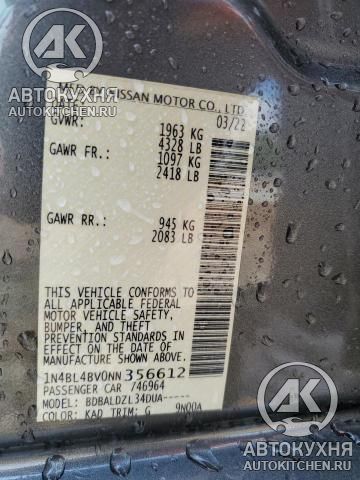 АВТОКУХНЯ
AUTOKITCHEN.RU
АВТОКУХНЯ
AUTOKITCHEN.RU
NISSAN MOTOR CO., LTD.
03/22
GVWR: 1963 KG
4328 LB
GAWR FR: 1097 KG
2418 LB
GAWR RR: 945 KG
2083 LB
THIS VEHICLE CONFORMS TO
ALL APPLICABLE FEDERAL
MOTOR VEHICLE SAFETY,
BUMPER, AND THEFT
PREVENTION STANDARDS IN
EFFECT ON THE DATE OF
MANUFACTURE SHOWN ABOVE.
1N4BL4BV0NN356612
PASSENGER CAR 746964
MODEL: BDBALDZL34DUA-----
COLOR: KAD TRIM: G 9N00A
АВТОКУХНЯ
AUTOKITCHEN.RU